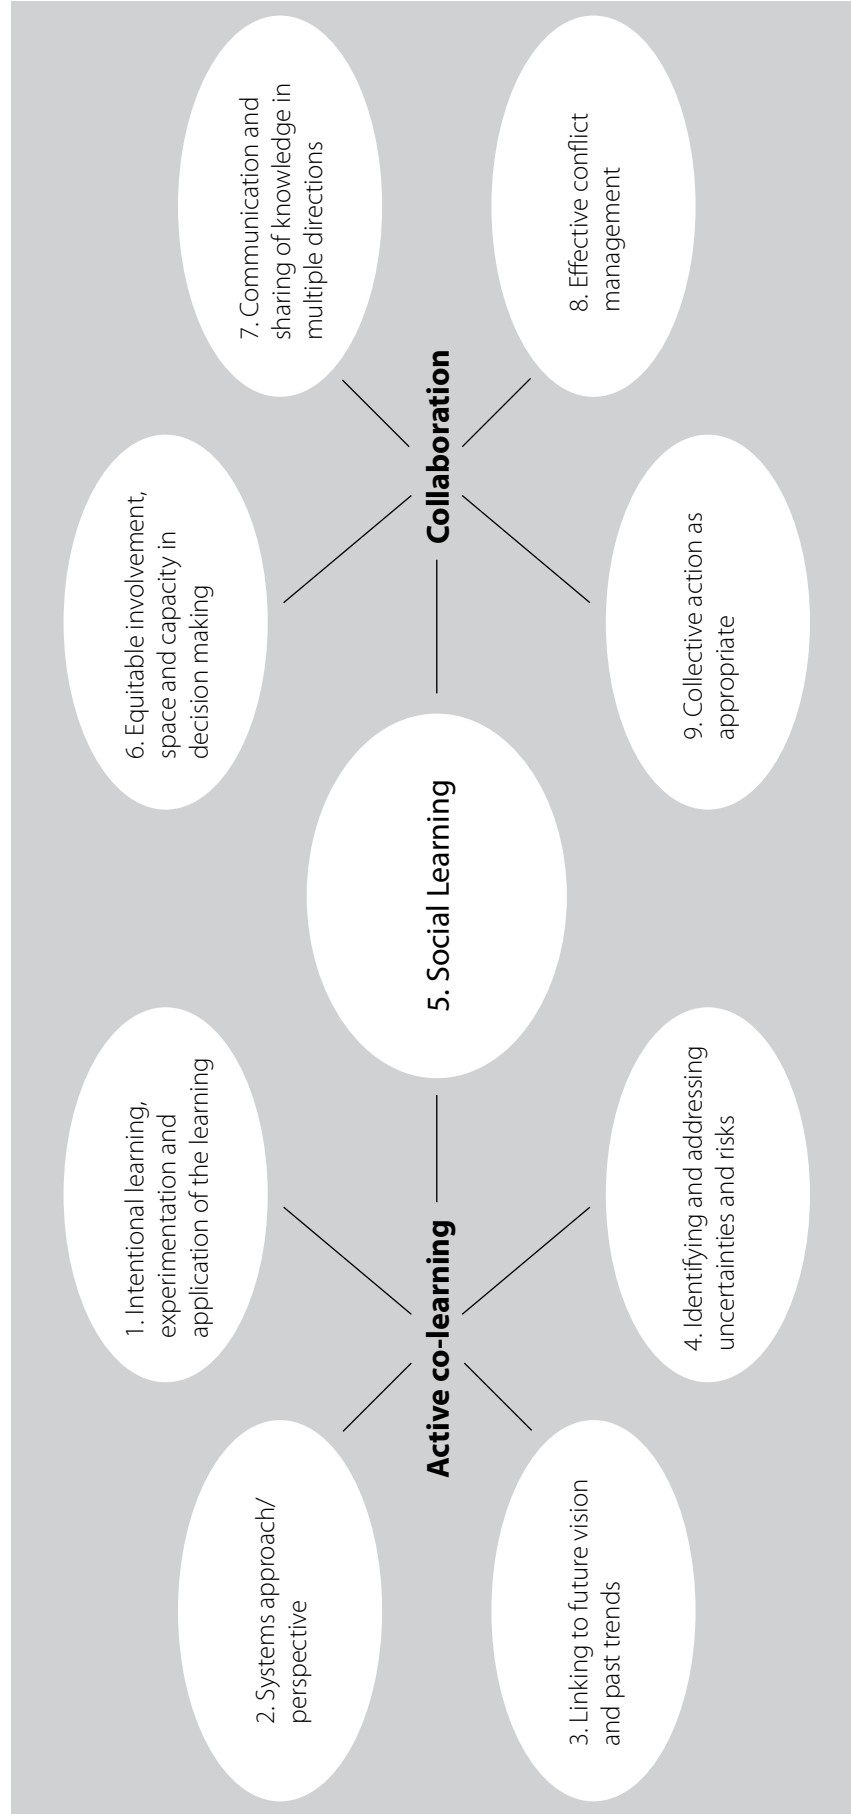 1. Intentional learning,
experimentation and
application of the learning
2. Systems approach/
perspective
Active co-learning
3. Linking to future vision
and past trends
4. Identifying and addressing
uncertainties and risks
5. Social Learning
6. Equitable involvement,
space and capacity in
decision making
7. Communication and
sharing of knowledge in
multiple directions
Collaboration
8. Effective conflict
management
9. Collective action as
appropriate